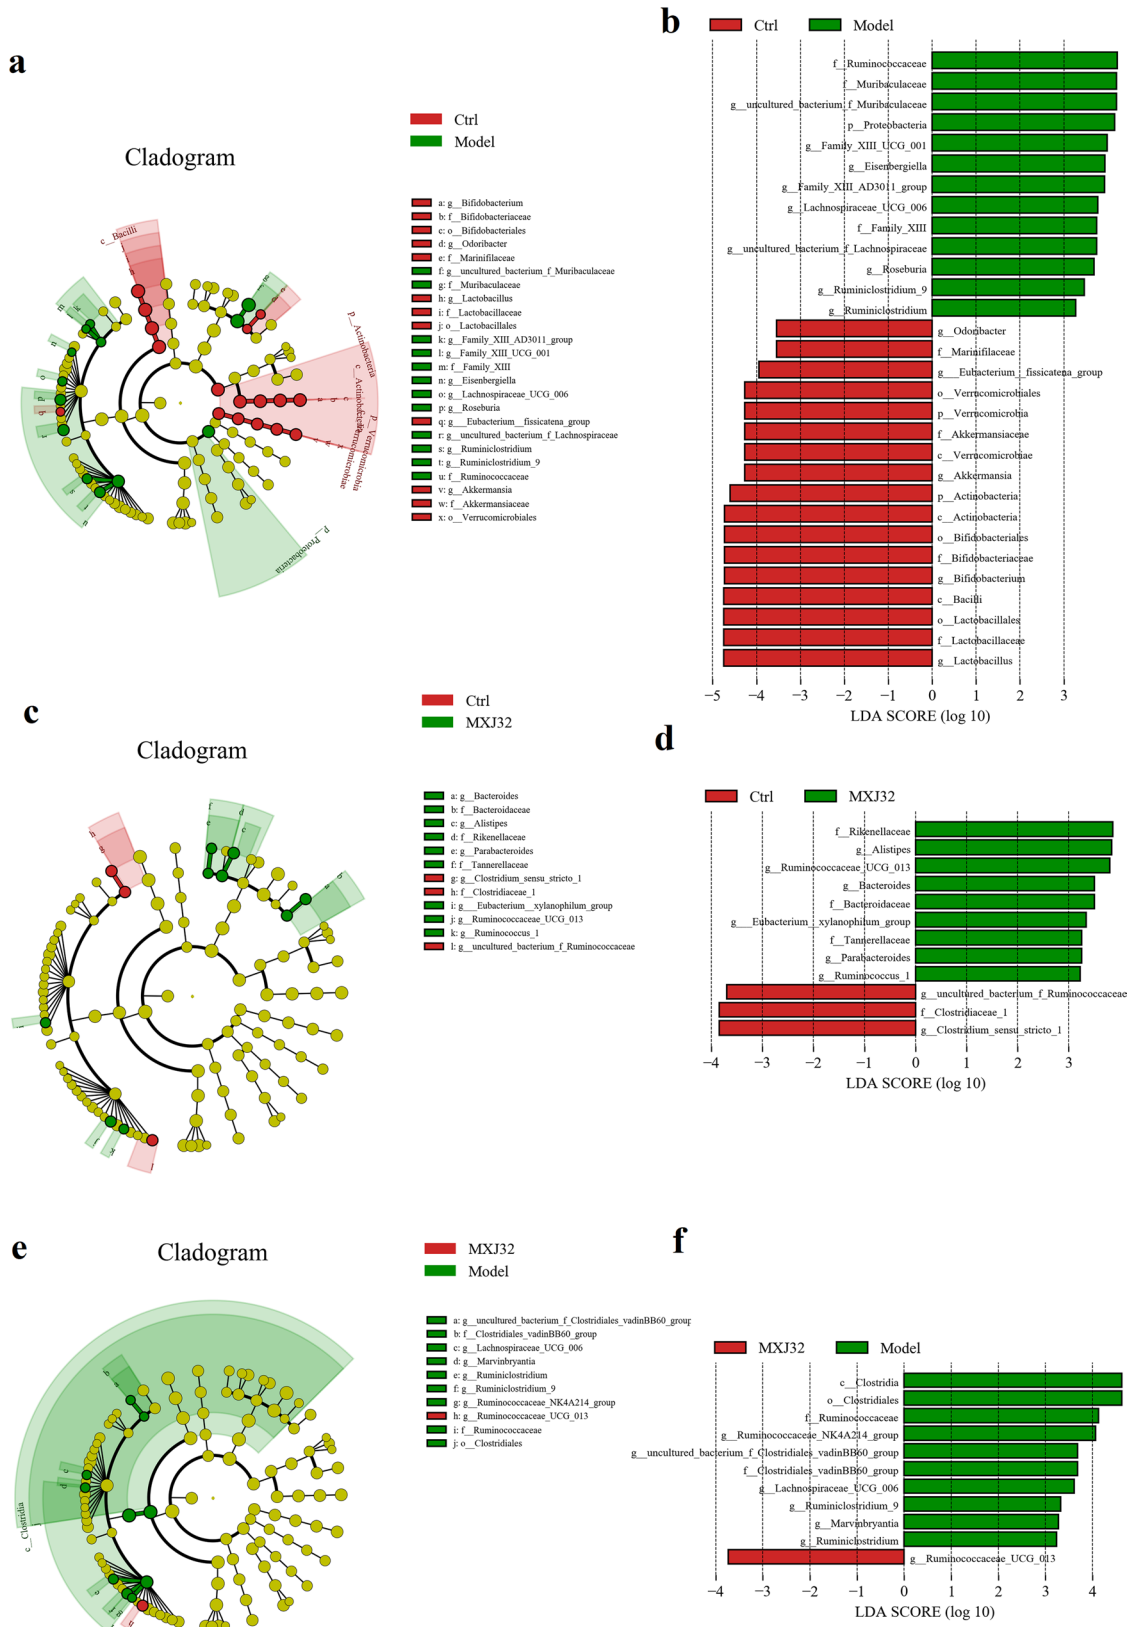 a
Ctrl
Model
Cladogram
a: g__Bifidobacterium
b: f__Bifidobacteriaceae
c: o__Bifidobacteriales
d: g__Odoribacter
e: f__Marinifilaceae
f: g__uncultured_bacterium_f_Muribaculaceae
g: f__Muribaculaceae
h: g__Lactobacillus
i: f__Lactobacillaceae
j: o__Lactobacillales
k: g__Family_XIII_AD3011_group
l: g__Family_XIII_UCG_001
m: f__Family_XIII
n: g__Eisenbergiella
o: g__Lachnospiraceae_UCG_006
p: g__Roseburia
q: g___Eubacterium__fissicatena_group
r: g__uncultured_bacterium_f_Lachnospiraceae
s: g__Ruminiclostridium
t: g__Ruminiclostridium_9
u: f__Ruminococcaceae
v: g__Akkermansia
w: f__Akkermansiaceae
x: o__Verrucomicrobiales
c__Bacilli
p__Actinobacteria
c__Actinobacteria
p__Verrucomicrobia
c__Verrucomicrobiae
p__Proteobacteria
b
Ctrl
Model
f__Ruminococcaceae
f__Muribaculaceae
g__uncultured_bacterium_f_Muribaculaceae
p__Proteobacteria
g__Family_XIII_UCG_001
g__Eisenbergiella
g__Family_XIII_AD3011_group
g__Lachnospiraceae_UCG_006
f__Family_XIII
g__uncultured_bacterium_f_Lachnospiraceae
g__Roseburia
g__Ruminiclostridium_9
g__Ruminiclostridium
g__Odoribacter
f__Marinifilaceae
g___Eubacterium__fissicatena_group
o__Verrucomicrobiales
p__Verrucomicrobia
f__Akkermansiaceae
c__Verrucomicrobiae
g__Akkermansia
p__Actinobacteria
c__Actinobacteria
o__Bifidobacteriales
f__Bifidobacteriaceae
g__Bifidobacterium
c__Bacilli
o__Lactobacillales
f__Lactobacillaceae
g__Lactobacillus
−5 −4 −3 −2 −1 0 1 2 3
LDA SCORE (log 10)
c
Ctrl
MXJ32
Cladogram
a: g__Bacteroides
b: f__Bacteroidaceae
c: g__Alistipes
d: f__Rikenellaceae
e: g__Parabacteroides
f: f__Tannerellaceae
g: g__Clostridium_sensu_stricto_1
h: f__Clostridiaceae_1
i: g___Eubacterium__xylanophilum_group
j: g__Ruminococcaceae_UCG_013
k: g__Ruminococcus_1
l: g__uncultured_bacterium_f_Ruminococcaceae
d
Ctrl
MXJ32
f__Rikenellaceae
g__Alistipes
g__Ruminococcaceae_UCG_013
g__Bacteroides
f__Bacteroidaceae
g___Eubacterium__xylanophilum_group
f__Tannerellaceae
g__Parabacteroides
g__Ruminococcus_1
g__uncultured_bacterium_f_Ruminococcaceae
f__Clostridiaceae_1
g__Clostridium_sensu_stricto_1
−4 −3 −2 −1 0 1 2 3
LDA SCORE (log 10)
e
MXJ32
Model
Cladogram
a: g__uncultured_bacterium_f_Clostridiales_vadinBB60_group
b: f__Clostridiales_vadinBB60_group
c: g__Lachnospiraceae_UCG_006
d: g__Marvinbryantia
e: g__Ruminiclostridium
f: g__Ruminiclostridium_9
g: g__Ruminococcaceae_NK4A214_group
h: g__Ruminococcaceae_UCG_013
i: f__Ruminococcaceae
j: o__Clostridiales
c__Clostridia
f
MXJ32
Model
c__Clostridia
o__Clostridiales
f__Ruminococcaceae
g__Ruminococcaceae_NK4A214_group
g__uncultured_bacterium_f_Clostridiales_vadinBB60_group
f__Clostridiales_vadinBB60_group
g__Lachnospiraceae_UCG_006
g__Ruminiclostridium_9
g__Marvinbryantia
g__Ruminiclostridium
g__Ruminococcaceae_UCG_013
−4 −3 −2 −1 0 1 2 3 4
LDA SCORE (log 10)